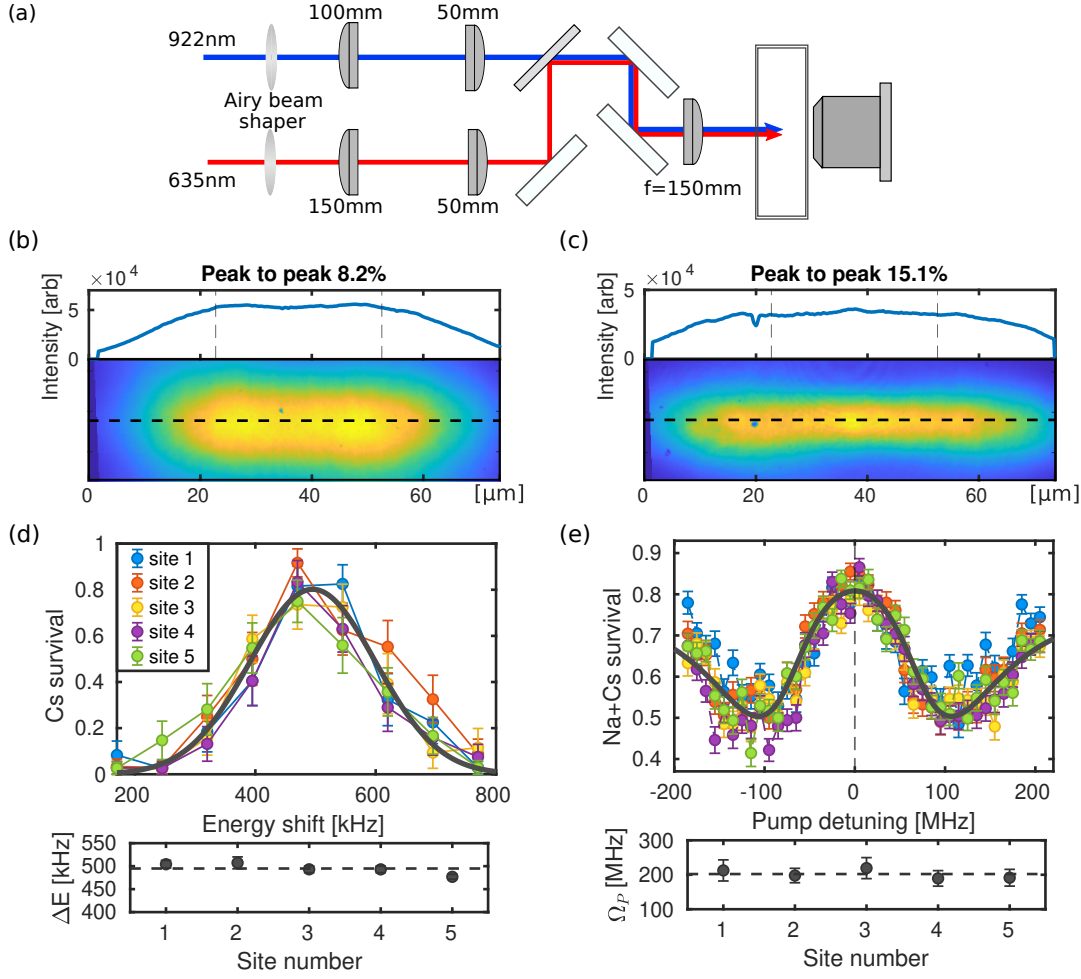 (a)
100mm
50mm
922nm
Airy beam
shaper
635nm
150mm
50mm
f=150mm
(b)
Peak to peak 8.2%
× 10^4
Intensity [arb]
5
0
0
20
40
60
[μm]
(c)
Peak to peak 15.1%
× 10^4
Intensity [arb]
5
0
0
20
40
60
[μm]
(d)
Cs survival
1
0.8
0.6
0.4
0.2
0
site 1
site 2
site 3
site 4
site 5
200
400
600
800
Energy shift [kHz]
ΔE [kHz]
550
500
450
400
1
2
3
4
5
Site number
(e)
Na+Cs survival
0.9
0.8
0.7
0.6
0.5
0.4
-200
-100
0
100
200
Pump detuning [MHz]
Ω_P [MHz]
300
200
100
1
2
3
4
5
Site number